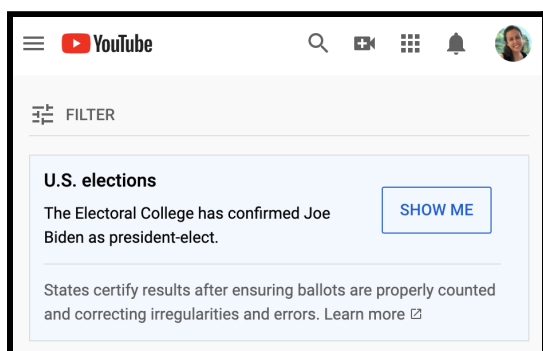 YouTube
FILTER
U.S. elections
The Electoral College has confirmed Joe
Biden as president-elect.
SHOW ME
States certify results after ensuring ballots are properly counted
and correcting irregularities and errors. Learn more